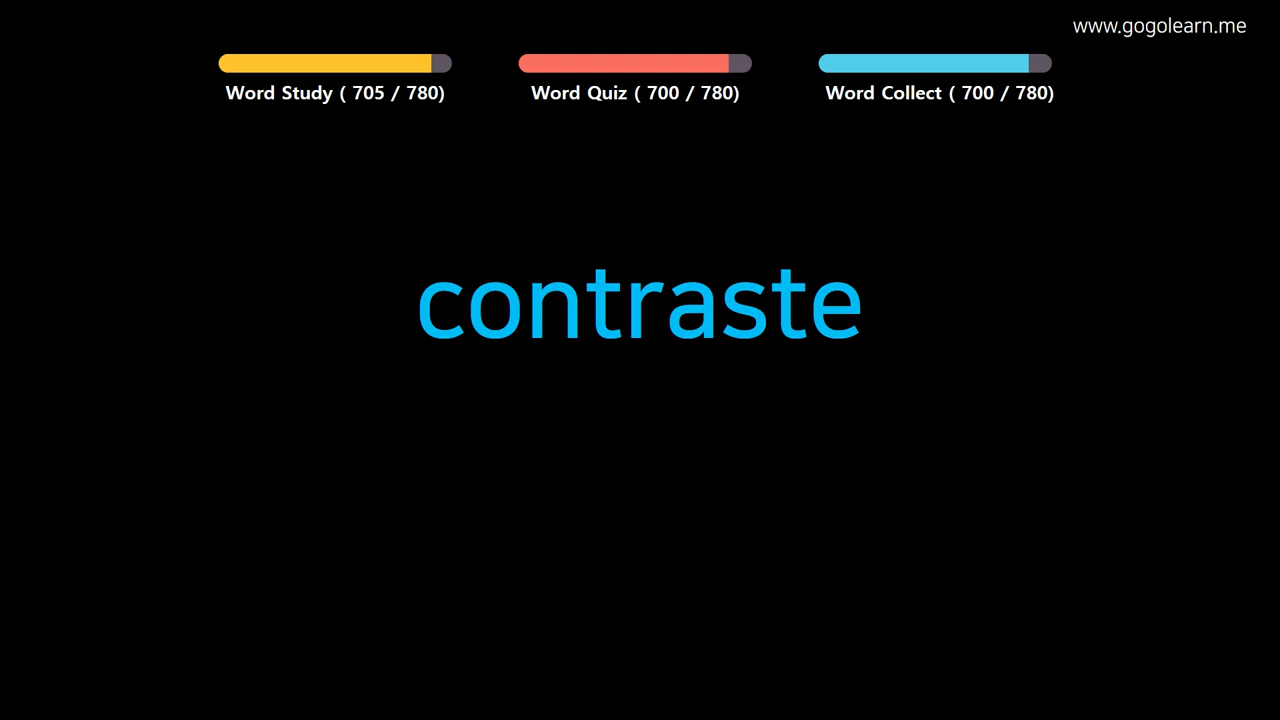 www.gogolearn.me
Word Study ( 705 / 780)
Word Quiz ( 700 / 780)
Word Collect ( 700 / 780)
contraste